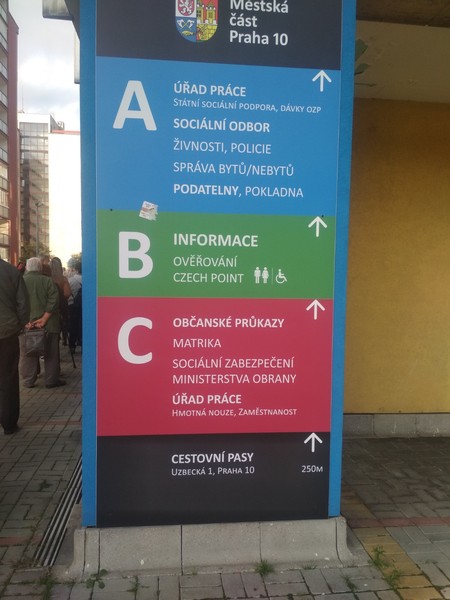 Městská
část
Praha 10
A
ÚŘAD PRÁCE
STÁTNÍ SOCIÁLNÍ PODPORA, DÁVKY OZP
SOCIÁLNÍ ODBOR
ŽIVNOSTI, POLICIE
SPRÁVA BYTŮ/NEBYTŮ
PODATELNY, POKLADNA
B
INFORMACE
OVĚŘOVÁNÍ
CZECH POINT
C
OBČANSKÉ PRŮKAZY
MATRIKA
SOCIÁLNÍ ZABEZPEČENÍ
MINISTERSTVA OBRANY
ÚŘAD PRÁCE
HMOTNÁ NOUZE, ZAMĚSTNANOST
CESTOVNÍ PASY
UZBECKÁ 1, PRAHA 10 250M